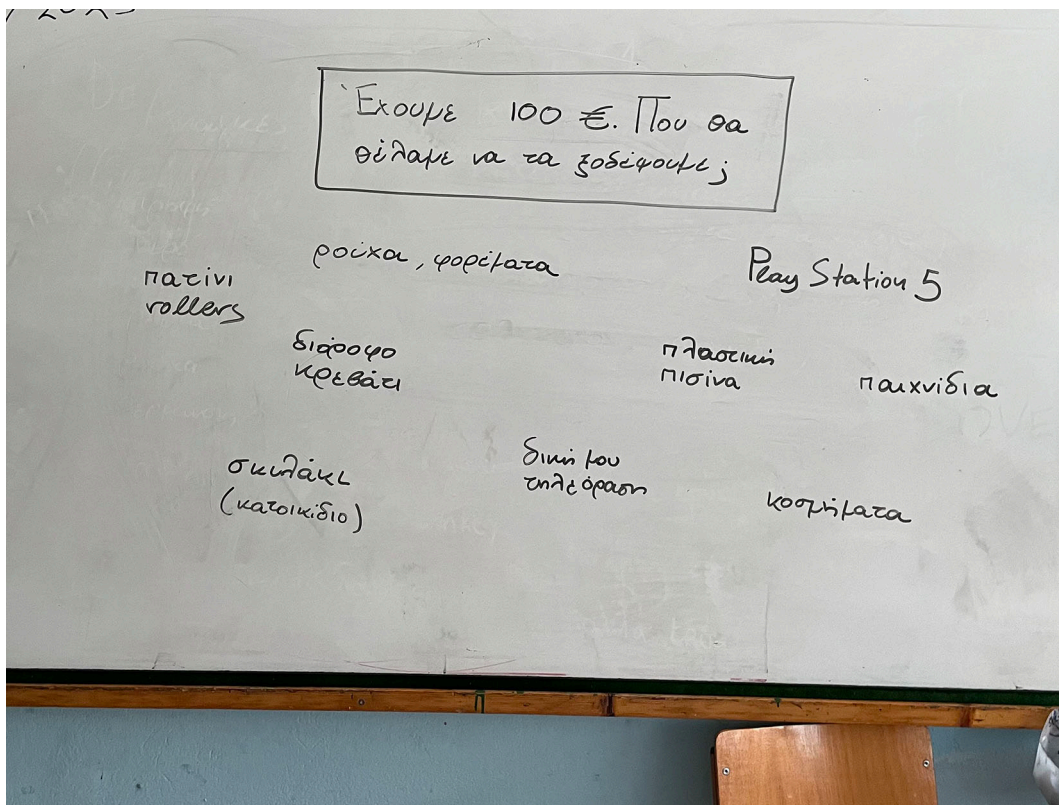 Έχουμε 100 €. Που θα
θέλαμε να τα ξοδέψουμε;
ρούχα, φορέματα
Play Station 5
πατίνι
rollers
διόροφο
κρεβάτι
πλαστική
πισίνα
παιχνίδια
σκυλάκι
(κατοικίδιο)
δική μου
τηλεόραση
κοσμήματα